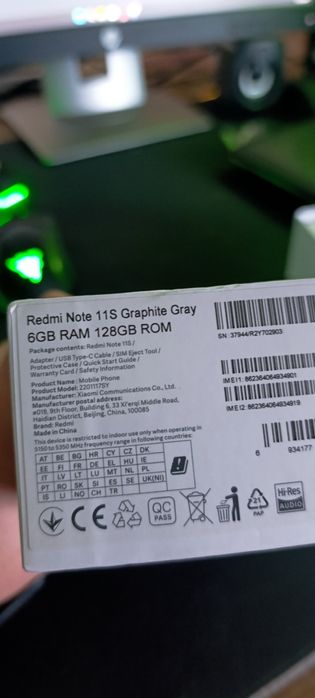 Redmi Note 11S Graphite Gray
6GB RAM 128GB ROM
Package contents: Redmi Note 11S /
Adapter / USB Type-C Cable / SIM Eject Tool /
Protective Case / Quick Start Guide /
Warranty Card / Safety Information
Product Name: Mobile Phone
Product Model: 2201117SY
Manufacturer: Xiaomi Communications Co., Ltd.
Manufacturer postal address:
#019, 9th Floor, Building 6, 33 Xi'erqi Middle Road,
Haidian District, Beijing, China, 100085
Brand: Redmi
Made in China
This device is restricted to indoor use only when operating in
5150 to 5350 MHz frequency range in following countries:
AT BE BG HR CY CZ DK
EE FI FR DE EL HU IE
IT LV LT LU MT NL PL
PT RO SK SI ES SE UK(NI)
IS LI NO CH TR
SN: 37944/R2Y702903
IMEI1: 862364064934901
IMEI2: 862364064934919
6 934177
CE
QC
PASS
21
PAP
Hi-Res
AUDIO